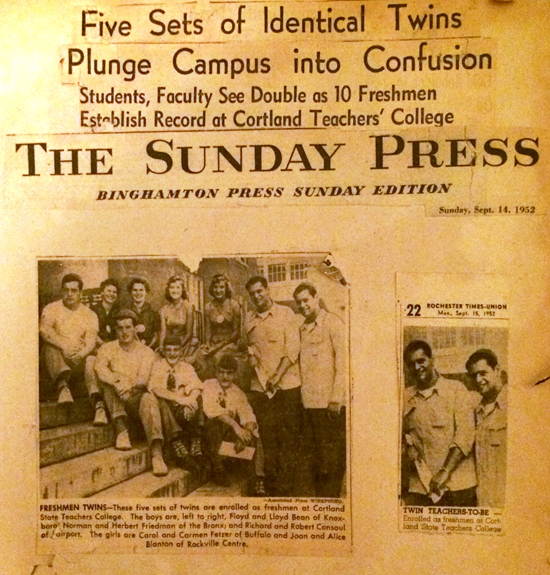 Five Sets of Identical Twins
Plunge Campus into Confusion
Students, Faculty See Double as 10 Freshmen
Establish Record at Cortland Teachers' College
THE SUNDAY PRESS
BINGHAMTON PRESS SUNDAY EDITION
Sunday, Sept. 14, 1952
—Associated Press WIREPHOTO.
FRESHMEN TWINS—These five sets of twins are enrolled as freshmen at Cortland
State Teachers College. The boys are, left to right, Floyd and Lloyd Bean of Knox-
boro; Norman and Herbert Friedman of the Bronx; and Richard and Robert Consaul
of airport. The girls are Carol and Carmen Fetzer of Buffalo and Joan and Alice
Blanton of Rockville Centre.
22 ROCHESTER TIMES-UNION
Mon., Sept. 15, 1952
TWIN TEACHERS-TO-BE —
Enrolled as freshmen at Cort-
land State Teachers College